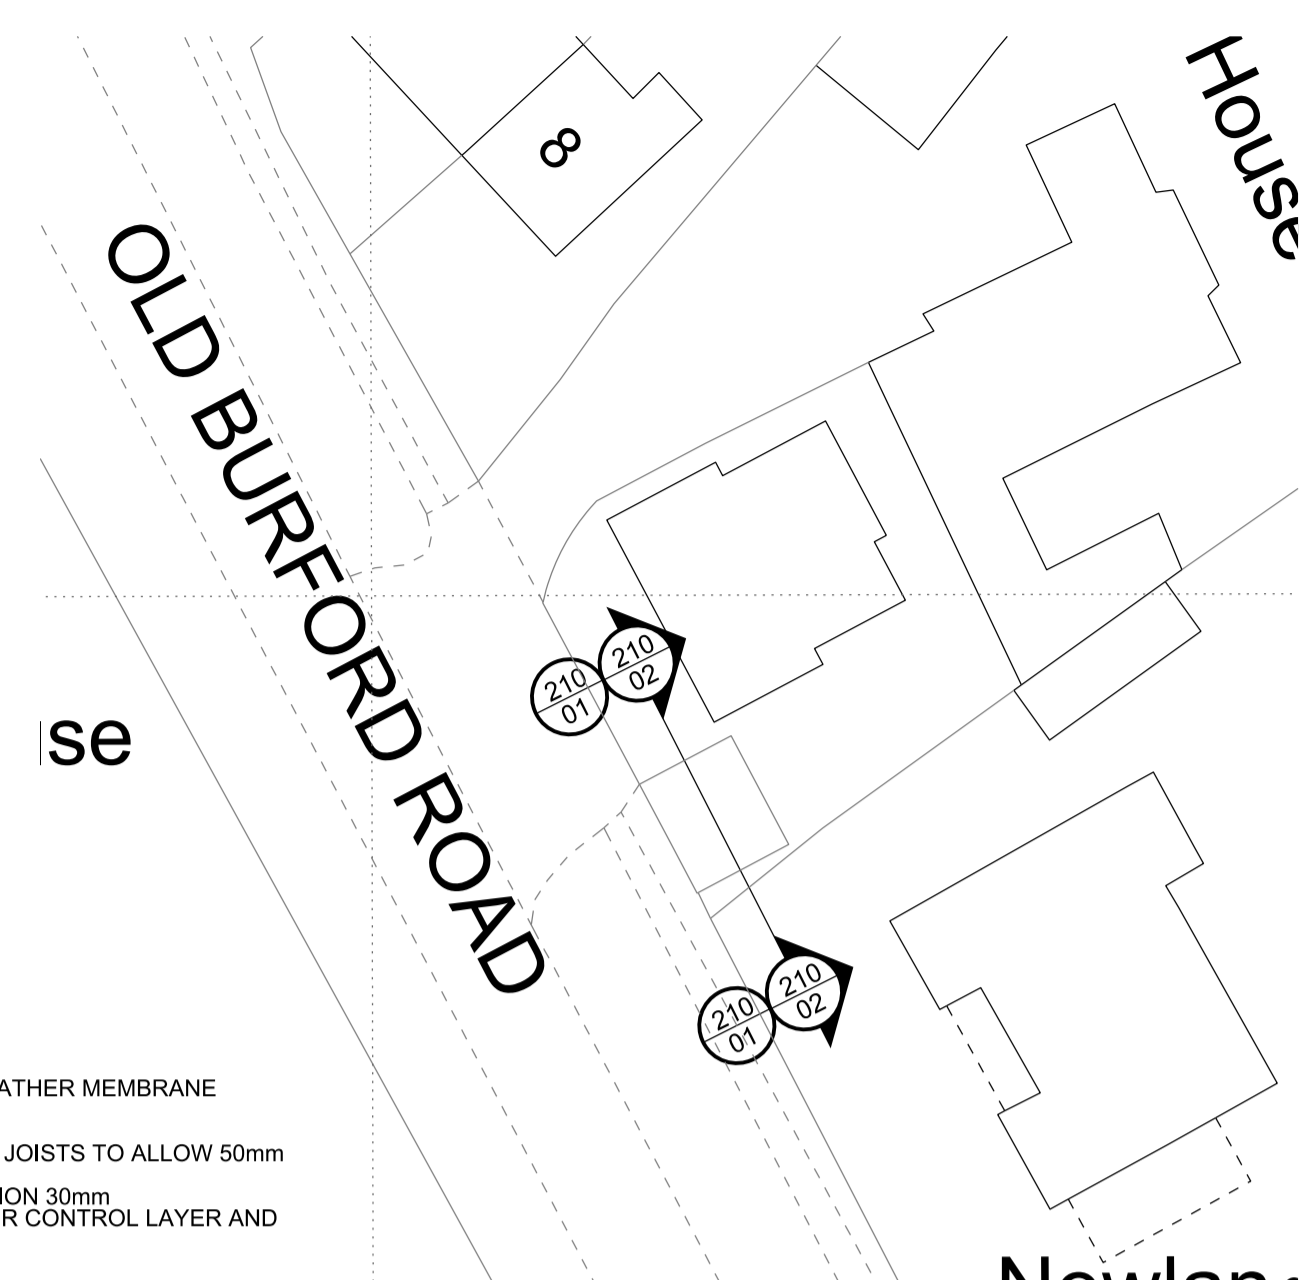 8
House
OLD BURFORD ROAD
210
02
210
01
se
210
02
210
01
ATHER MEMBRANE
JOISTS TO ALLOW 50mm
ION 30mm
R CONTROL LAYER AND